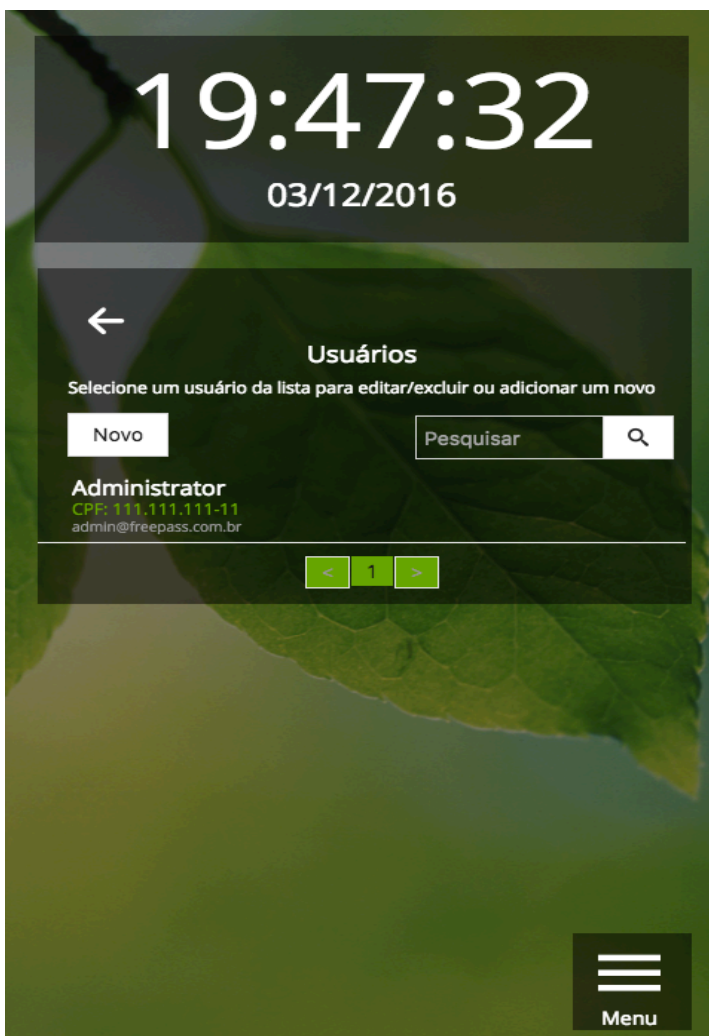 19:47:32
03/12/2016
Usuários
Selecione um usuário da lista para editar/excluir ou adicionar um novo
Novo
Pesquisar
Administrator
CPF: 111.111.111-11
admin@freepass.com.br
< 1 >
Menu